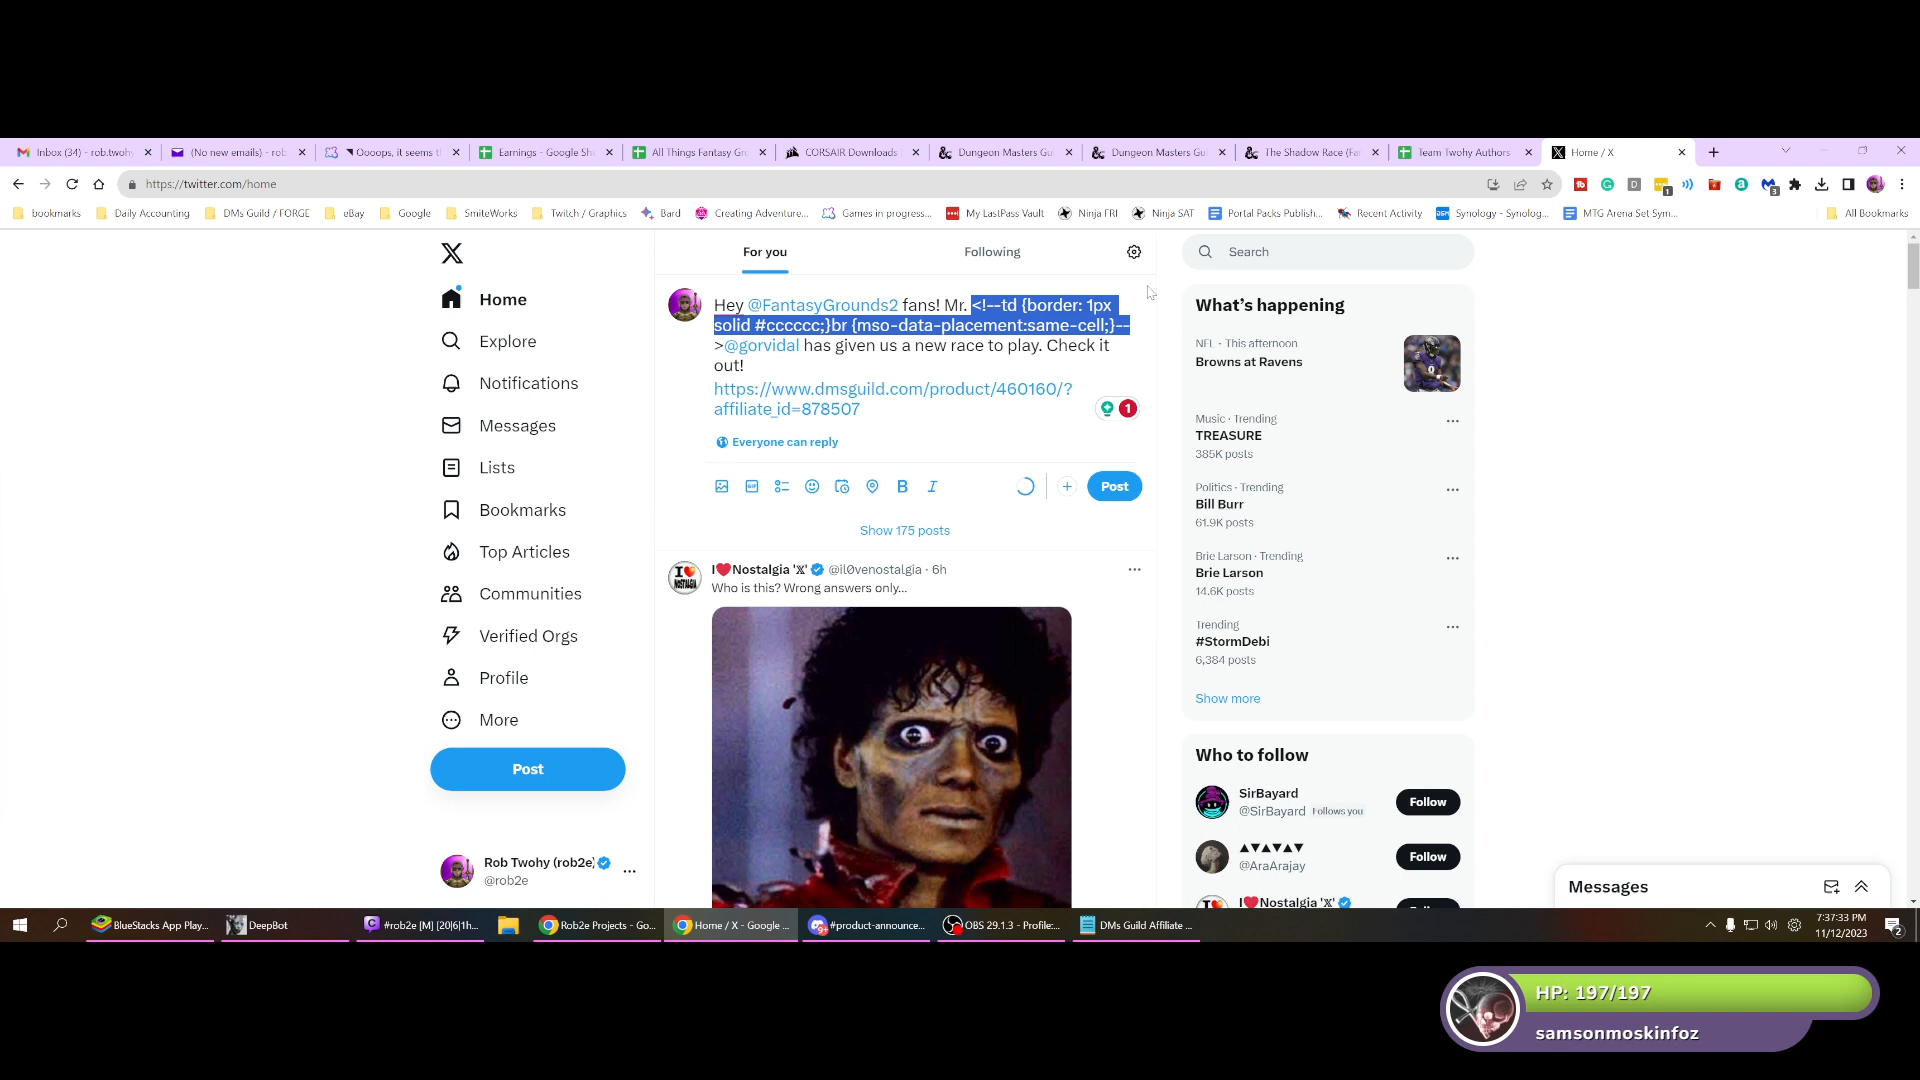 Inbox (34) - rob.twohy
(No new emails) - rob
Oooops, it seems t
Earnings - Google She
All Things Fantasy Gro
CORSAIR Downloads
Dungeon Masters Gui
Dungeon Masters Gui
The Shadow Race (Fan
Team Twohy Authors
Home / X
https://twitter.com/home
bookmarks
Daily Accounting
DMs Guild / FORGE
eBay
Google
SmiteWorks
Twitch / Graphics
Bard
Creating Adventure...
Games in progress...
My LastPass Vault
Ninja FRI
Ninja SAT
Portal Packs Publish...
Recent Activity
Synology - Synolog...
MTG Arena Set Sym...
All Bookmarks
Home
Explore
Notifications
Messages
Lists
Bookmarks
Top Articles
Communities
Verified Orgs
Profile
More
Post
Rob Twohy (rob2e)
@rob2e
For you
Following
Hey @FantasyGrounds2 fans! Mr. <!--td {border: 1px
solid #cccccc;}br {mso-data-placement:same-cell;}--
>@gorvidal has given us a new race to play. Check it
out!
https://www.dmsguild.com/product/460160/?
affiliate_id=878507
1
Everyone can reply
GIF
B
I
Post
Show 175 posts
I❤️Nostalgia '𝕏' @il0venostalgia · 6h
Who is this? Wrong answers only...
I ❤️
NOSTALGIA
Search
What's happening
NFL · This afternoon
Browns at Ravens
Music · Trending
TREASURE
385K posts
Politics · Trending
Bill Burr
61.9K posts
Brie Larson · Trending
Brie Larson
14.6K posts
Trending
#StormDebi
6,384 posts
Show more
Who to follow
SirBayard
@SirBayard Follows you
Follow
▲▼▲▼▲▼
@AraArajay
Follow
I❤️Nostalgia '𝕏'
Messages
BlueStacks App Play...
DeepBot
#rob2e [M] [20|6|1h...
Rob2e Projects - Go...
Home / X - Google ...
#product-announce...
OBS 29.1.3 - Profile:...
DMs Guild Affiliate ...
7:37:33 PM
11/12/2023
2
HP: 197/197
samsonmoskinfoz